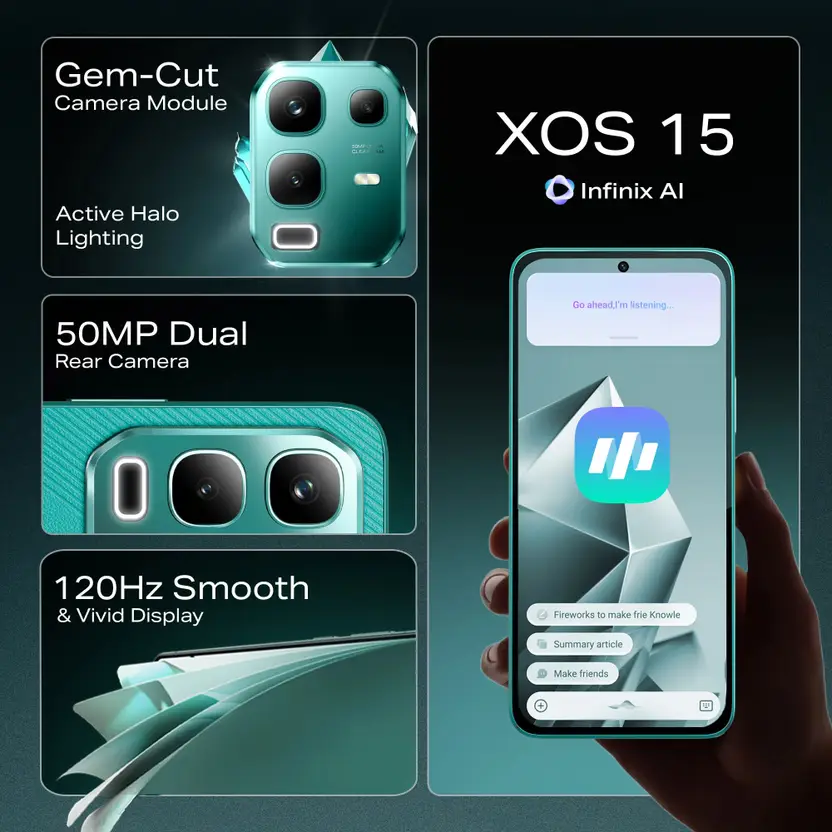 Gem-Cut
Camera Module
Active Halo
Lighting
50MP Dual
Rear Camera
120Hz Smooth
& Vivid Display
XOS 15
Infinix AI
Go ahead,I'm listening...
Fireworks to make frie Knowle
Summary article
Make friends